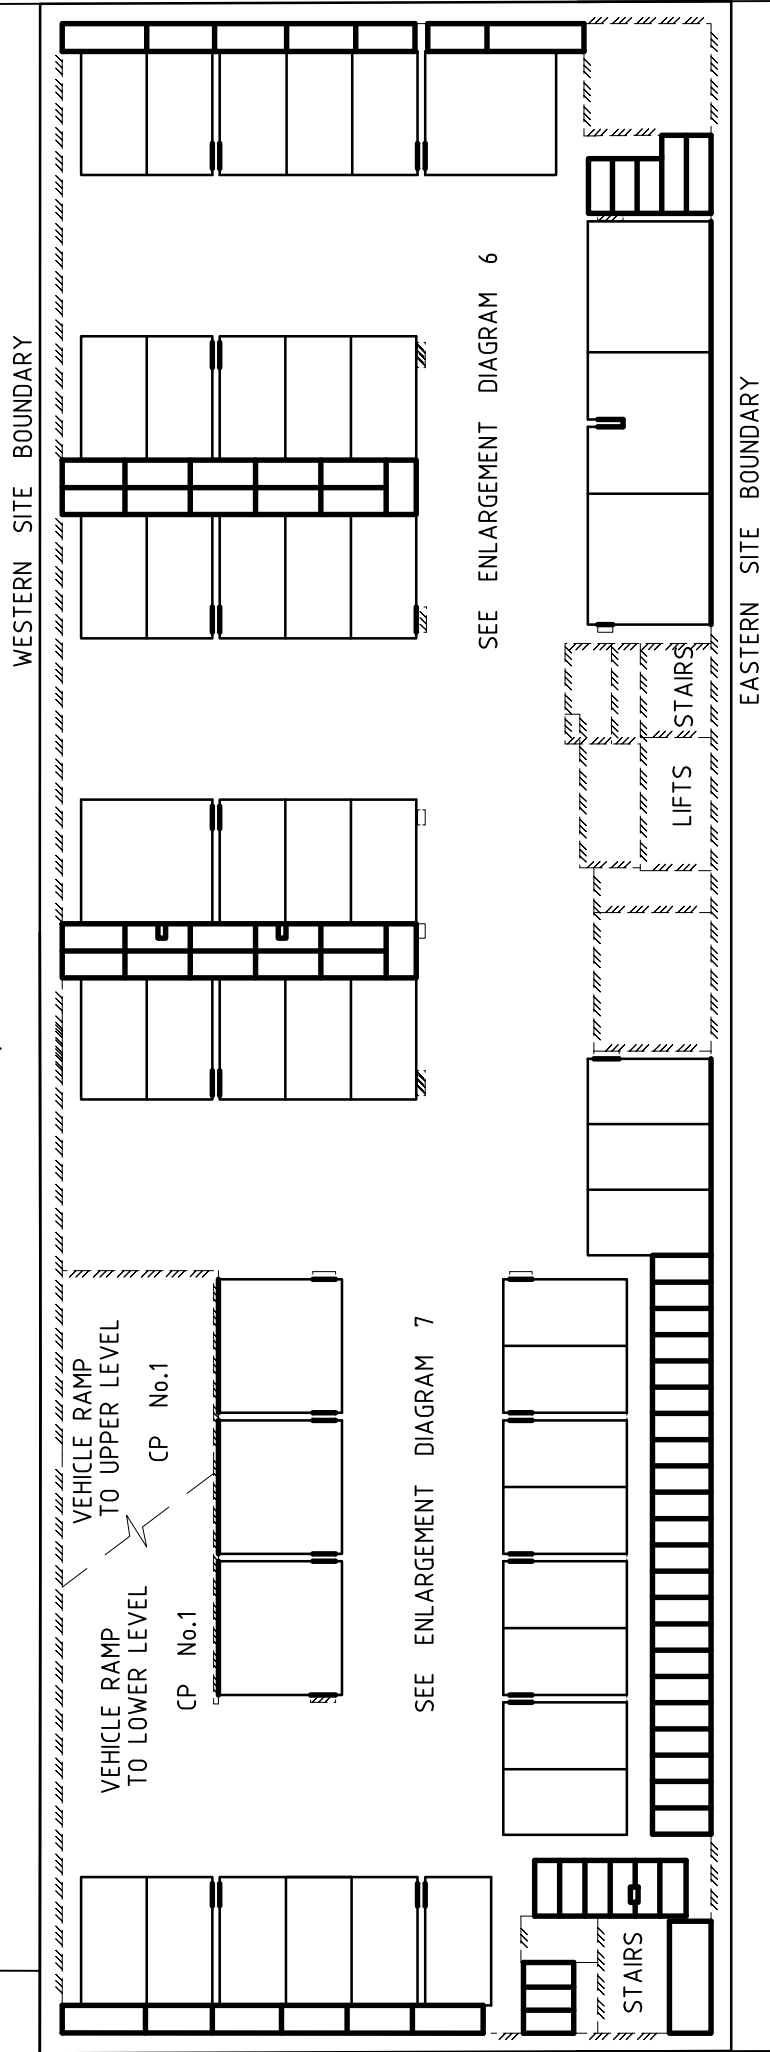 WESTERN SITE BOUNDARY
SEE ENLARGEMENT DIAGRAM 6
EASTERN SITE BOUNDARY
STAIRS
LIFTS
VEHICLE RAMP
TO UPPER LEVEL
CP No.1
SEE ENLARGEMENT DIAGRAM 7
VEHICLE RAMP
TO LOWER LEVEL
CP No.1
STAIRS